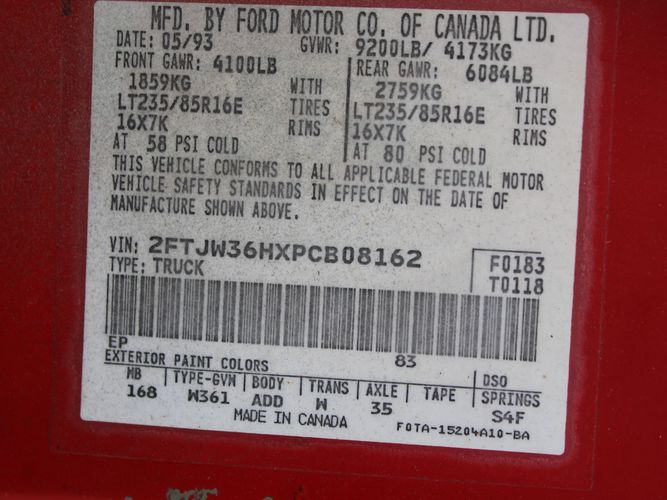 MFD. BY FORD MOTOR CO. OF CANADA LTD.
DATE: 05/93 GVWR: 9200LB/ 4173KG
FRONT GAWR: 4100LB REAR GAWR: 6084LB
1859KG WITH 2759KG WITH
LT235/85R16E TIRES LT235/85R16E TIRES
16X7K RIMS 16X7K RIMS
AT 58 PSI COLD AT 80 PSI COLD
THIS VEHICLE CONFORMS TO ALL APPLICABLE FEDERAL MOTOR
VEHICLE SAFETY STANDARDS IN EFFECT ON THE DATE OF
MANUFACTURE SHOWN ABOVE.
VIN: 2FTJW36HXPCB08162 F0183
TYPE: TRUCK T0118
EP 83
EXTERIOR PAINT COLORS DSO
WB TYPE-GVW BODY TRANS AXLE TAPE SPRINGS
168 W361 ADD W 35 S4F
MADE IN CANADA F0TA-15204A10-BA